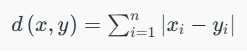 d (x, y) = ∑ⁿᵢ₌₁ |xᵢ − yᵢ|